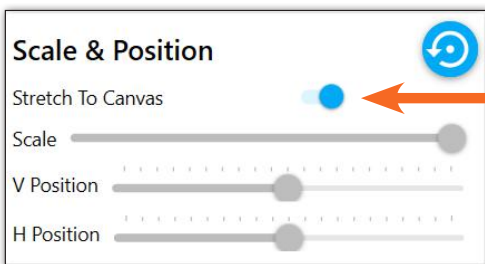 Scale & Position
Stretch To Canvas
Scale
V Position
H Position